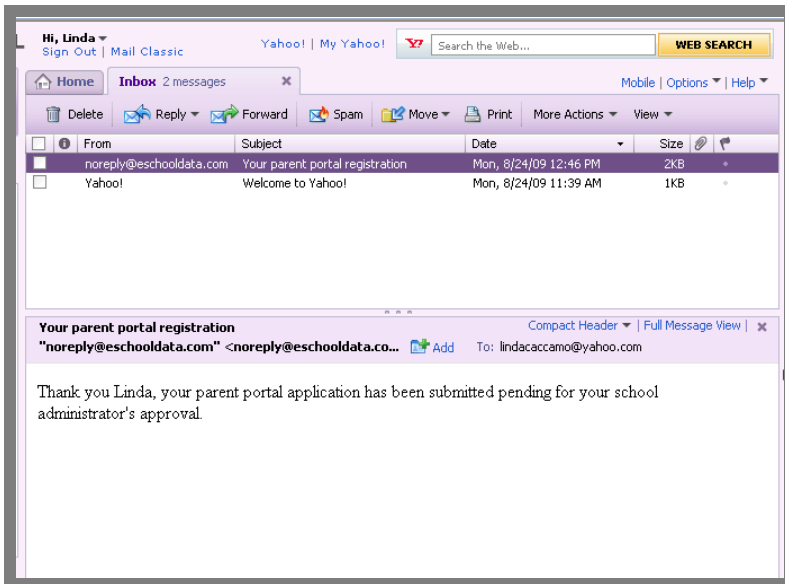 Hi, Linda
Sign Out | Mail Classic
Yahoo! | My Yahoo!
Y!
Search the Web...
WEB SEARCH
Home
Inbox 2 messages
Mobile | Options | Help
Delete Reply Forward Spam Move Print More Actions View
From Subject Date Size
noreply@eschooldata.com Your parent portal registration Mon, 8/24/09 12:46 PM 2KB
Yahoo! Welcome to Yahoo! Mon, 8/24/09 11:39 AM 1KB
Your parent portal registration
Compact Header | Full Message View |
"noreply@eschooldata.com" <noreply@eschooldata.co... Add To: lindacaccamo@yahoo.com
Thank you Linda, your parent portal application has been submitted pending for your school
administrator's approval.